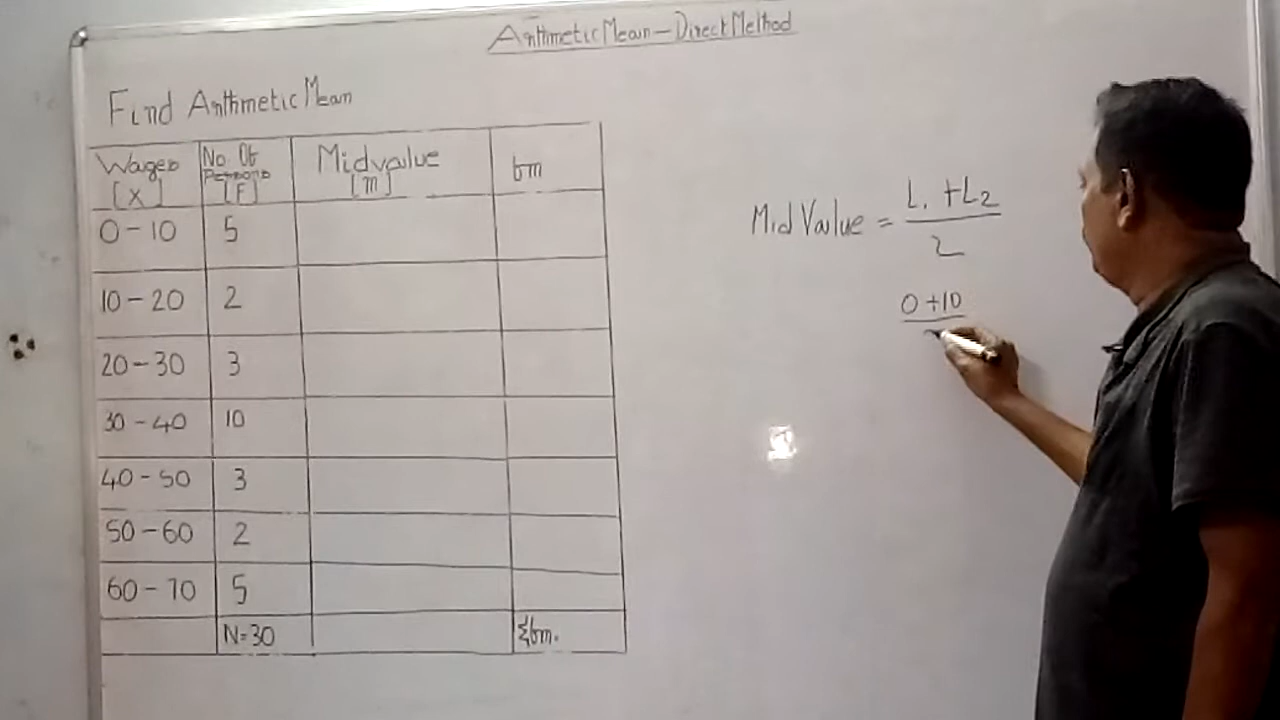 Arithmetic Mean - Direct Method
Find Arithmetic Mean
Wages [X] No. Of Persons [F] Midvalue [m] fm
0-10 5
10-20 2
20-30 3
30-40 10
40-50 3
50-60 2
60-70 5
N=30 Σfm.
Mid Value = L₁ + L₂
2
0+10